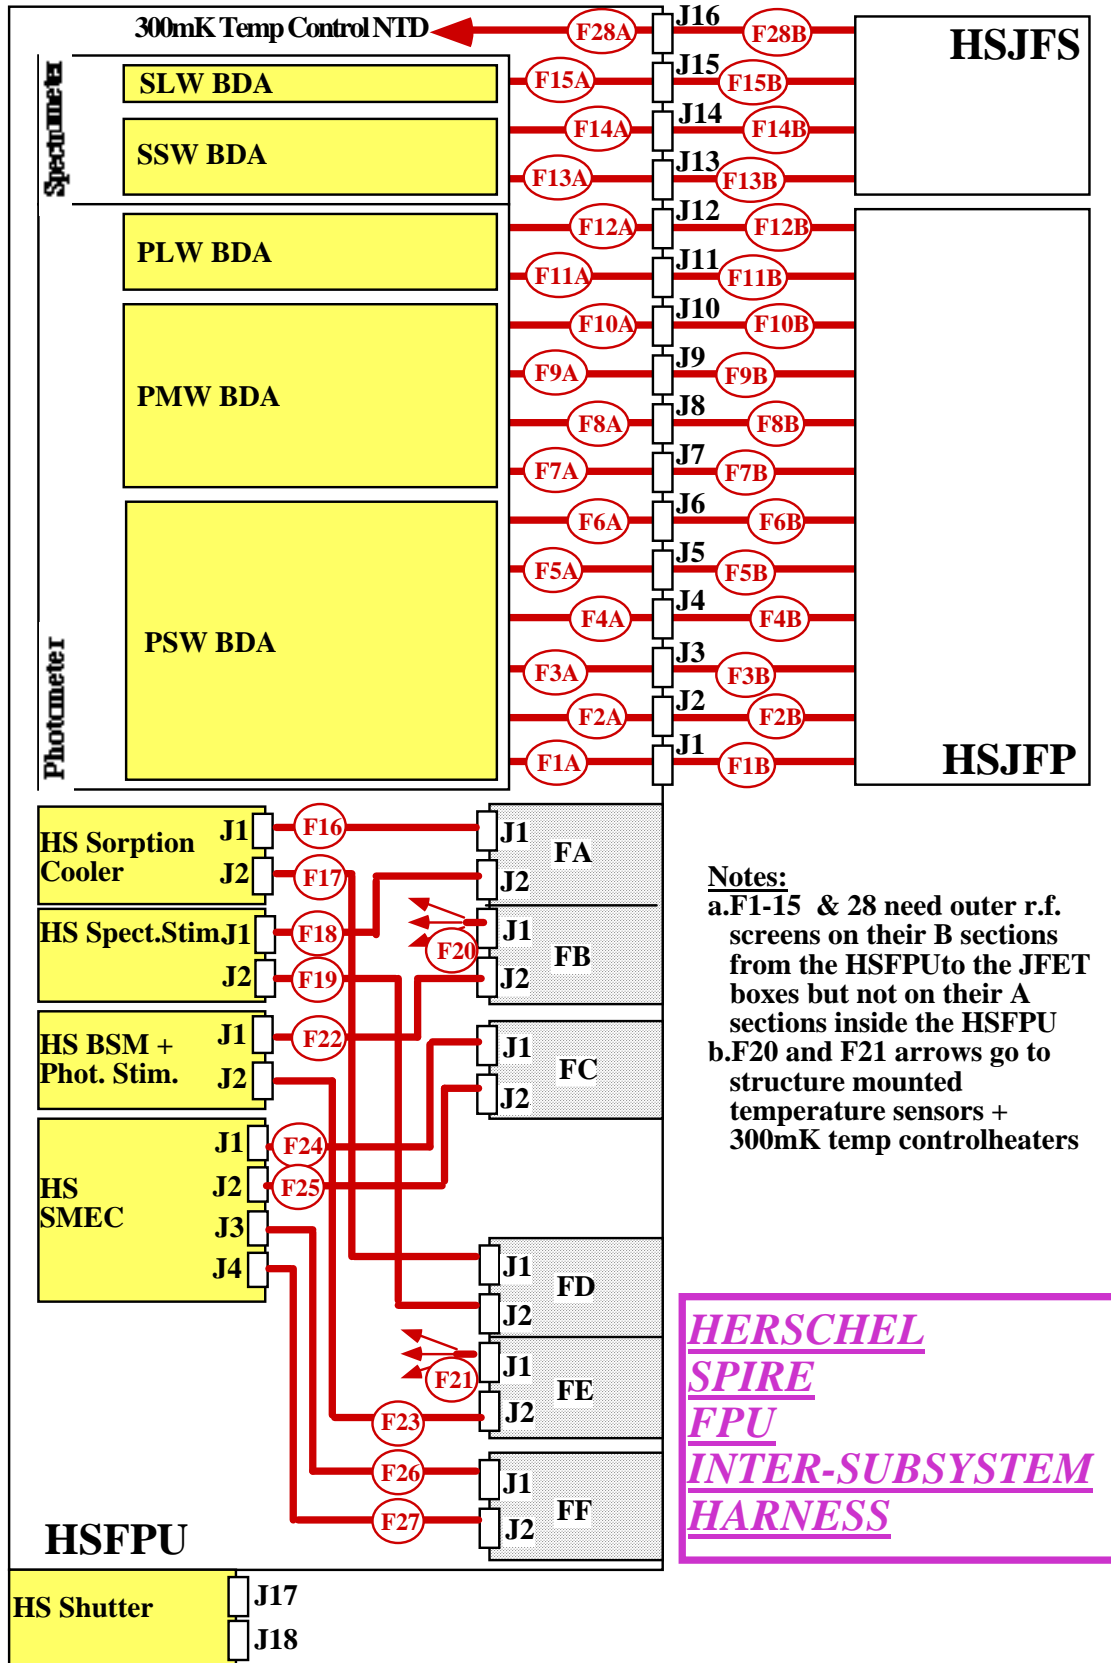 300mK Temp Control NTD
F28A
J16
F28B
HSJFS
Spectrometer
SLW BDA
F15A
J15
F15B
SSW BDA
F14A
J14
F14B
F13A
J13
F13B
PLW BDA
F12A
J12
F12B
F11A
J11
F11B
PMW BDA
F10A
J10
F10B
F9A
J9
F9B
F8A
J8
F8B
F7A
J7
F7B
Photometer
PSW BDA
F6A
J6
F6B
F5A
J5
F5B
F4A
J4
F4B
F3A
J3
F3B
F2A
J2
F2B
F1A
J1
F1B
HSJFP
HS Sorption
Cooler
J1
F16
J2
F17
J1
FA
J2
HS Spect.Stim.
J1
F18
J2
F19
F20
J1
FB
J2
HS BSM +
Phot. Stim.
J1
F22
J2
J1
FC
J2
HS
SMEC
J1
F24
J2
F25
J3
J4
J1
FD
J2
F21
J1
FE
F23
J2
F26
J1
FF
F27
J2
HSFPU
HS Shutter
J17
J18
Notes:
a.F1-15 & 28 need outer r.f.
screens on their B sections
from the HSFPUto the JFET
boxes but not on their A
sections inside the HSFPU
b.F20 and F21 arrows go to
structure mounted
temperature sensors +
300mK temp controlheaters
HERSCHEL
SPIRE
FPU
INTER-SUBSYSTEM
HARNESS